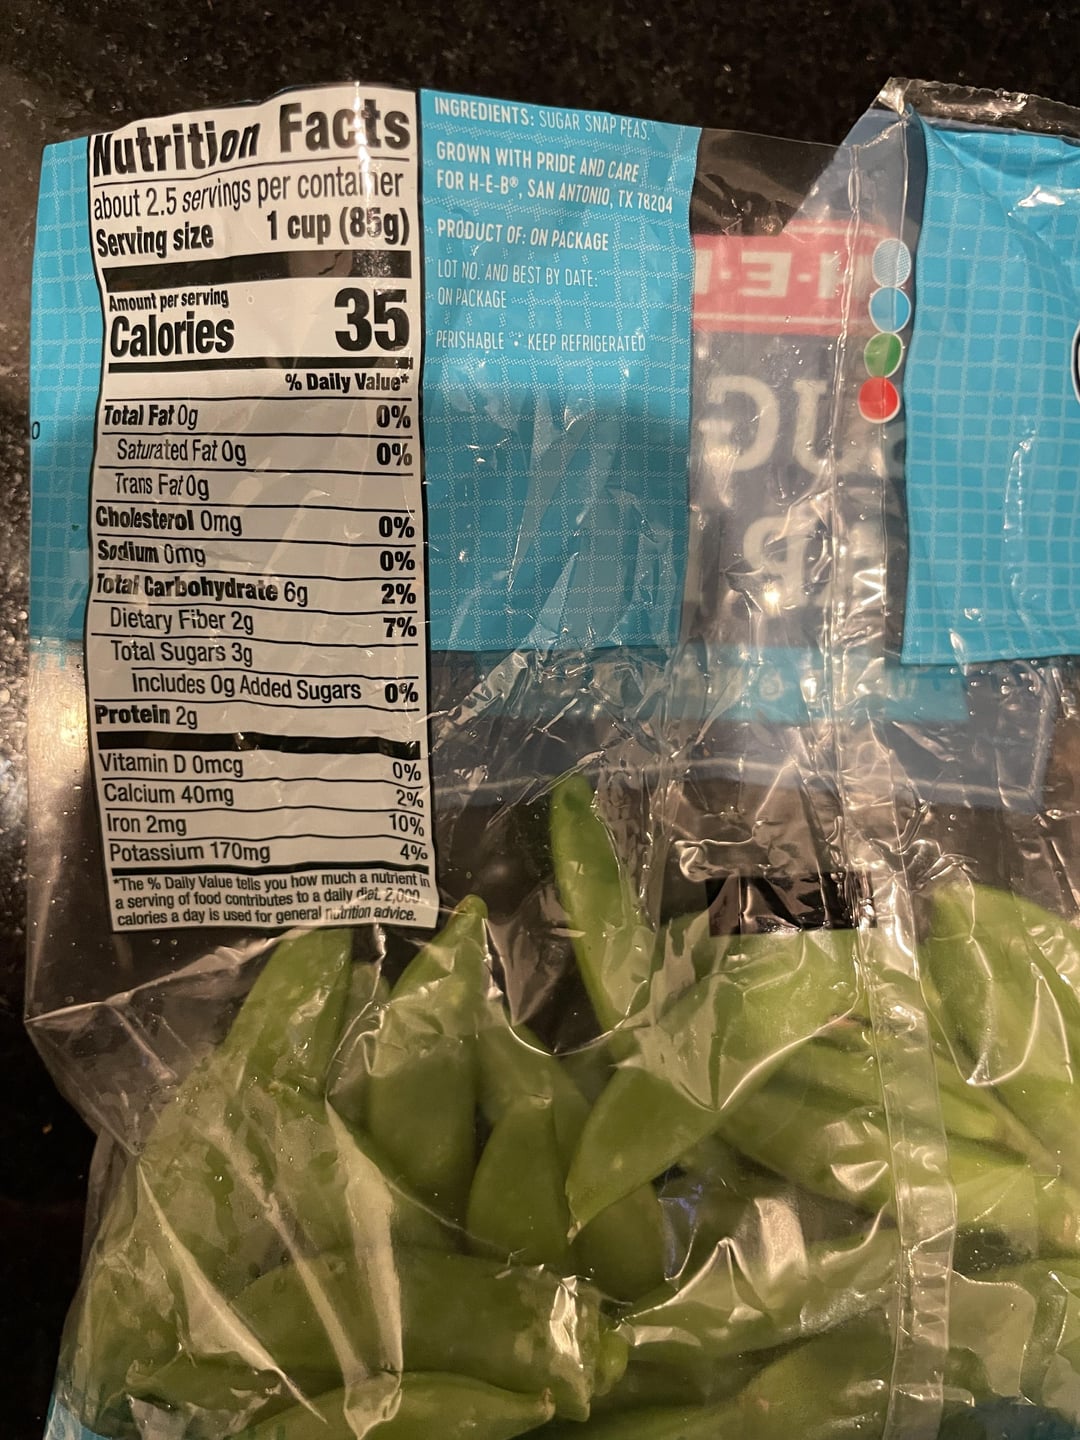 Nutrition Facts
about 2.5 servings per container
Serving size 1 cup (85g)
Amount per serving
Calories 35
% Daily Value*
Total Fat 0g 0%
Saturated Fat 0g 0%
Trans Fat 0g
Cholesterol 0mg 0%
Sodium 0mg 0%
Total Carbohydrate 6g 2%
Dietary Fiber 2g 7%
Total Sugars 3g
Includes 0g Added Sugars 0%
Protein 2g
Vitamin D 0mcg 0%
Calcium 40mg 2%
Iron 2mg 10%
Potassium 170mg 4%
*The % Daily Value tells you how much a nutrient in
a serving of food contributes to a daily diet. 2,000
calories a day is used for general nutrition advice.
INGREDIENTS: SUGAR SNAP PEAS.
GROWN WITH PRIDE AND CARE
FOR H-E-B®, SAN ANTONIO, TX 78204
PRODUCT OF: ON PACKAGE
LOT NO. AND BEST BY DATE:
ON PACKAGE
PERISHABLE KEEP REFRIGERATED